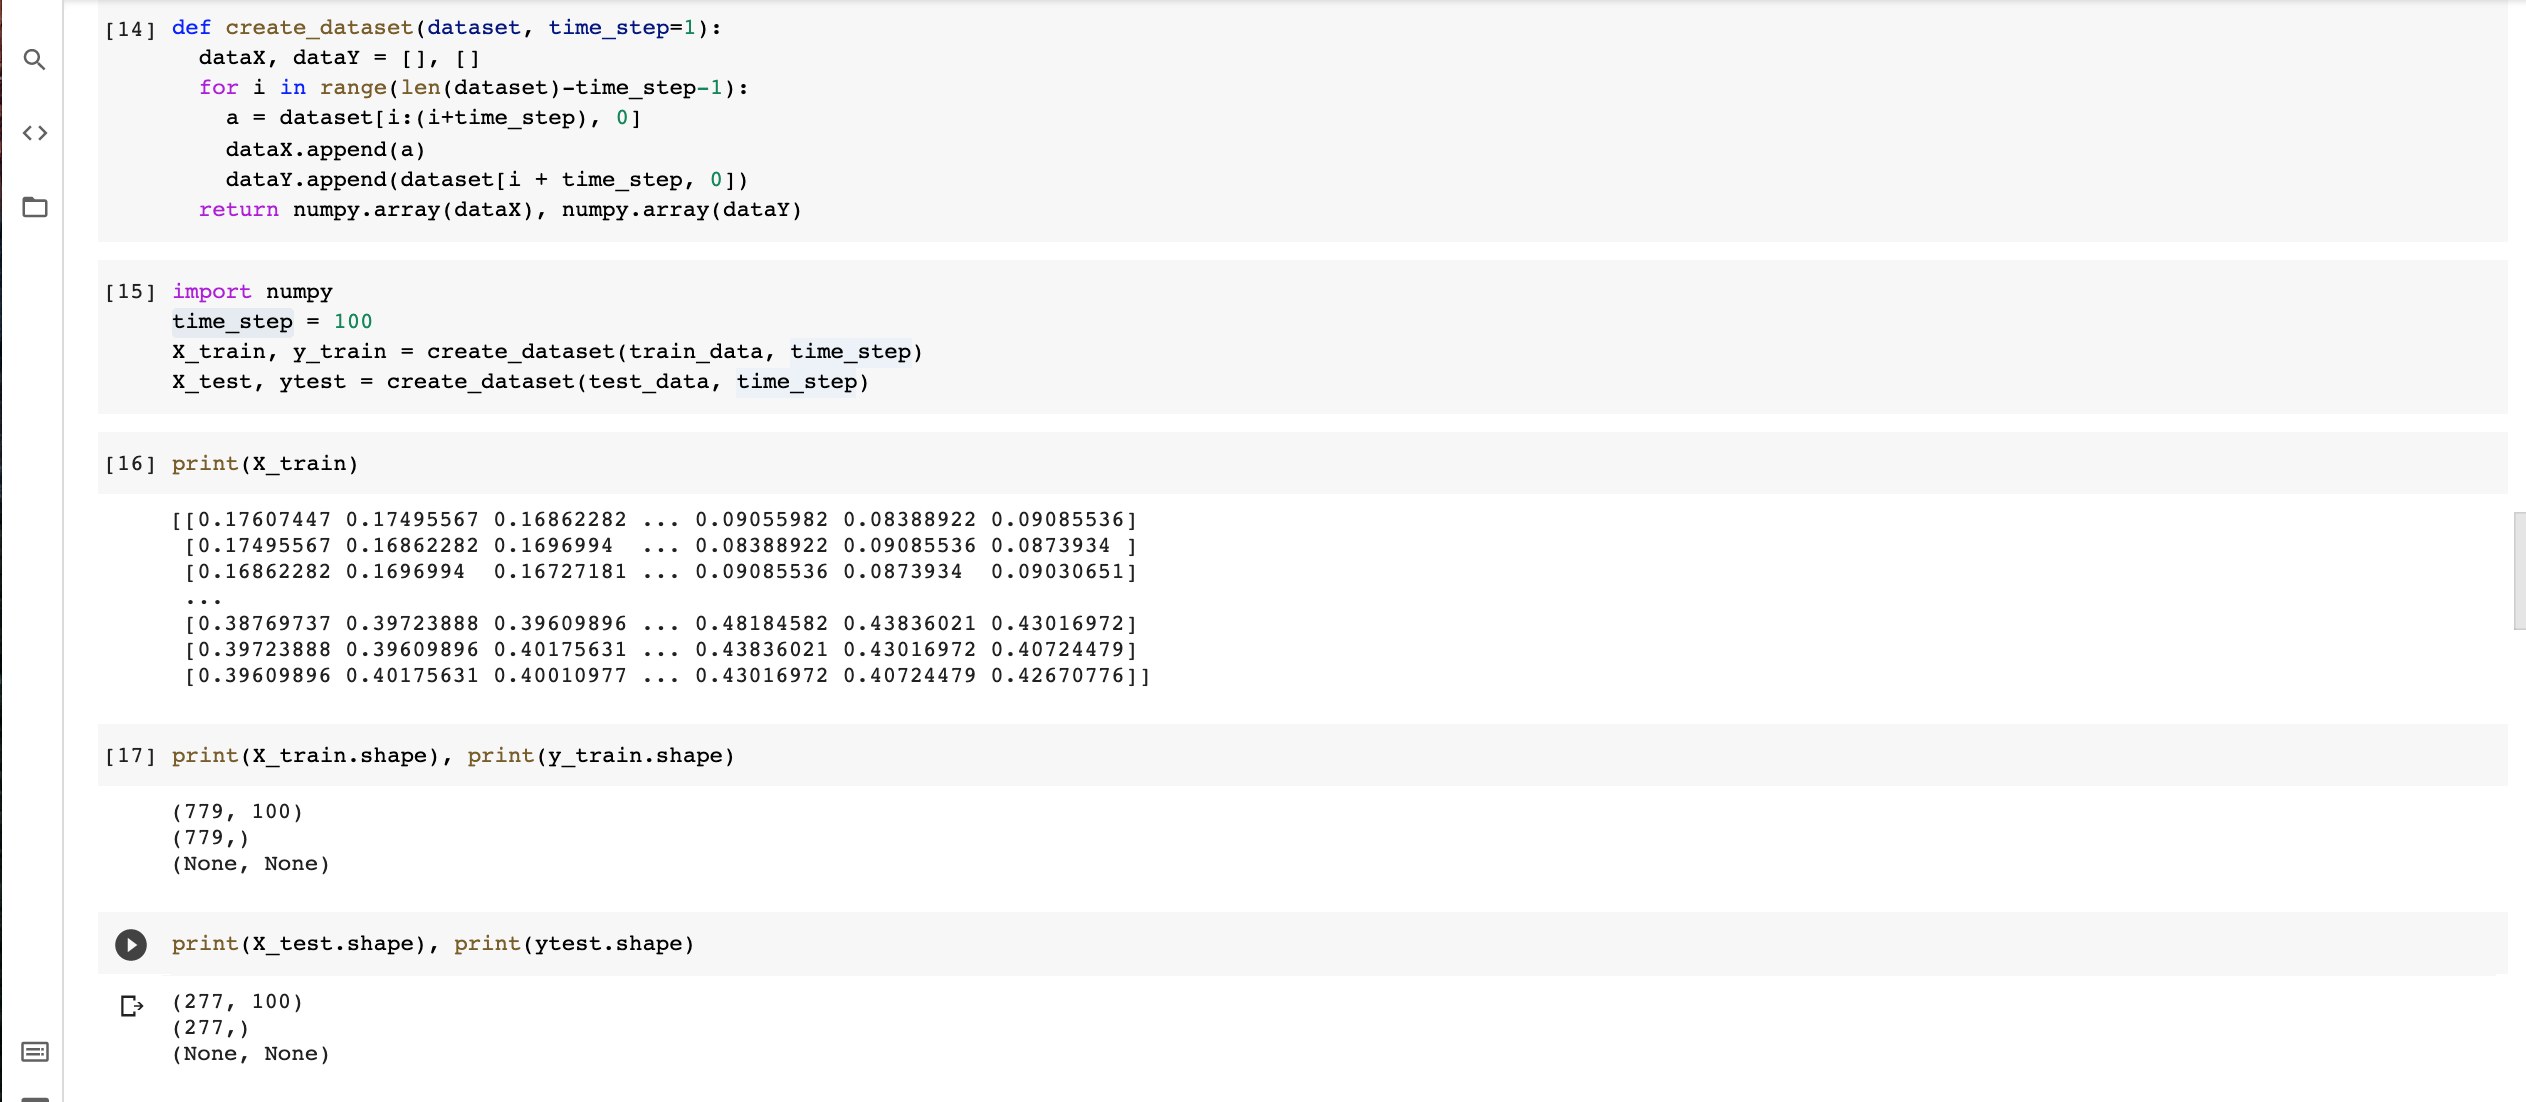 [14] def create_dataset(dataset, time_step=1):
dataX, dataY = [], []
for i in range(len(dataset)-time_step-1):
a = dataset[i:(i+time_step), 0]
dataX.append(a)
dataY.append(dataset[i + time_step, 0])
return numpy.array(dataX), numpy.array(dataY)
[15] import numpy
time_step = 100
X_train, y_train = create_dataset(train_data, time_step)
X_test, ytest = create_dataset(test_data, time_step)
[16] print(X_train)
[[0.17607447 0.17495567 0.16862282 ... 0.09055982 0.08388922 0.09085536]
[0.17495567 0.16862282 0.1696994  ... 0.08388922 0.09085536 0.0873934 ]
[0.16862282 0.1696994  0.16727181 ... 0.09085536 0.0873934  0.09030651]
...
[0.38769737 0.39723888 0.39609896 ... 0.48184582 0.43836021 0.43016972]
[0.39723888 0.39609896 0.40175631 ... 0.43836021 0.43016972 0.40724479]
[0.39609896 0.40175631 0.40010977 ... 0.43016972 0.40724479 0.42670776]]
[17] print(X_train.shape), print(y_train.shape)
(779, 100)
(779,)
(None, None)
print(X_test.shape), print(ytest.shape)
(277, 100)
(277,)
(None, None)